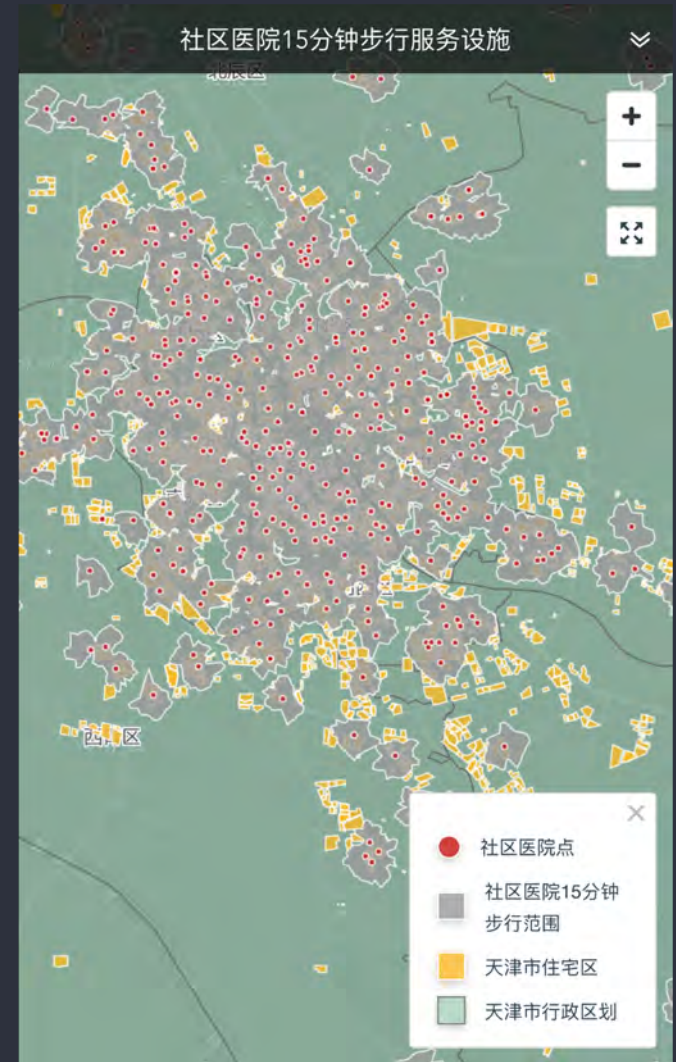 社区医院15分钟步行服务设施
北辰区
西青区
社区医院点
社区医院15分钟
步行范围
天津市住宅区
天津市行政区划